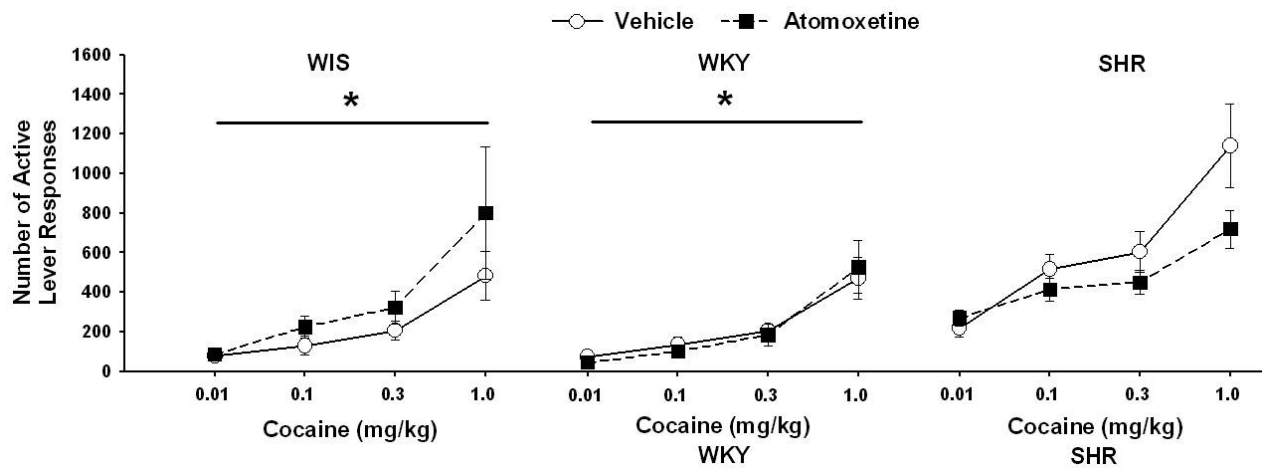 Vehicle Atomoxetine
WIS WKY SHR
* *
Number of Active
Lever Responses
1600
1400
1200
1000
800
600
400
200
0
0.01 0.1 0.3 1.0 0.01 0.1 0.3 1.0 0.01 0.1 0.3 1.0
Cocaine (mg/kg) Cocaine (mg/kg) Cocaine (mg/kg)
WKY SHR